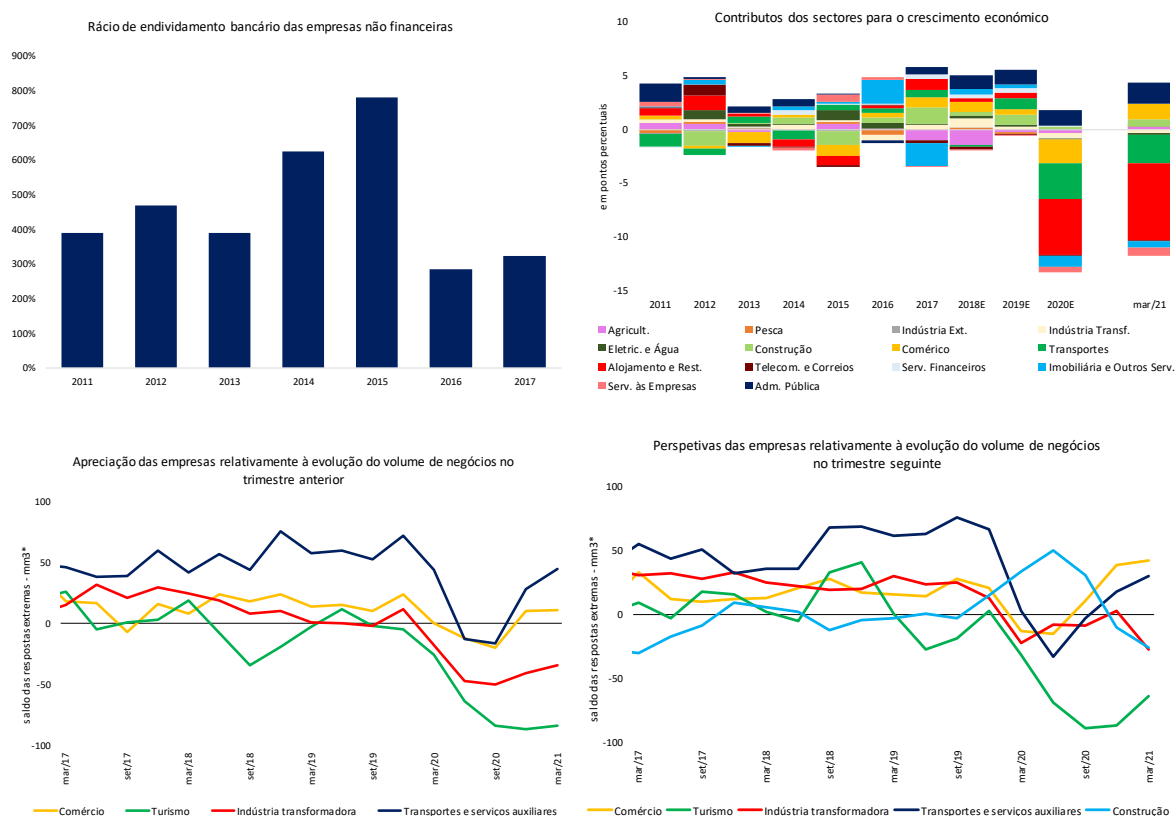 Rácio de endividamento bancário das empresas não financeiras
900%
800%
700%
600%
500%
400%
300%
200%
100%
0%
2011 2012 2013 2014 2015 2016 2017
Contributos dos sectores para o crescimento económico
em pontos percentuais
10
5
0
-5
-10
-15
2011 2012 2013 2014 2015 2016 2017 2018E 2019E 2020E mar/21
Agricult. Pesca Indústria Ext. Indústria Transf.
Eletric. e Água Construção Comérico Transportes
Alojamento e Rest. Telecom. e Correios Serv. Financeiros Imobiliária e Outros Serv.
Serv. às Empresas Adm. Pública
Apreciação das empresas relativamente à evolução do volume de negócios no
trimestre anterior
saldo das respostas extremas - mm3*
100
50
0
-50
-100
mar/17 set/17 mar/18 set/18 mar/19 set/19 mar/20 set/20 mar/21
Comércio Turismo Indústria transformadora Transportes e serviços auxiliares
Perspetivas das empresas relativamente à evolução do volume de negócios
no trimestre seguinte
saldo das respostas extremas - mm3*
100
50
0
-50
-100
mar/17 set/17 mar/18 set/18 mar/19 set/19 mar/20 set/20 mar/21
Comércio Turismo Indústria transformadora Transportes e serviços auxiliares Construção